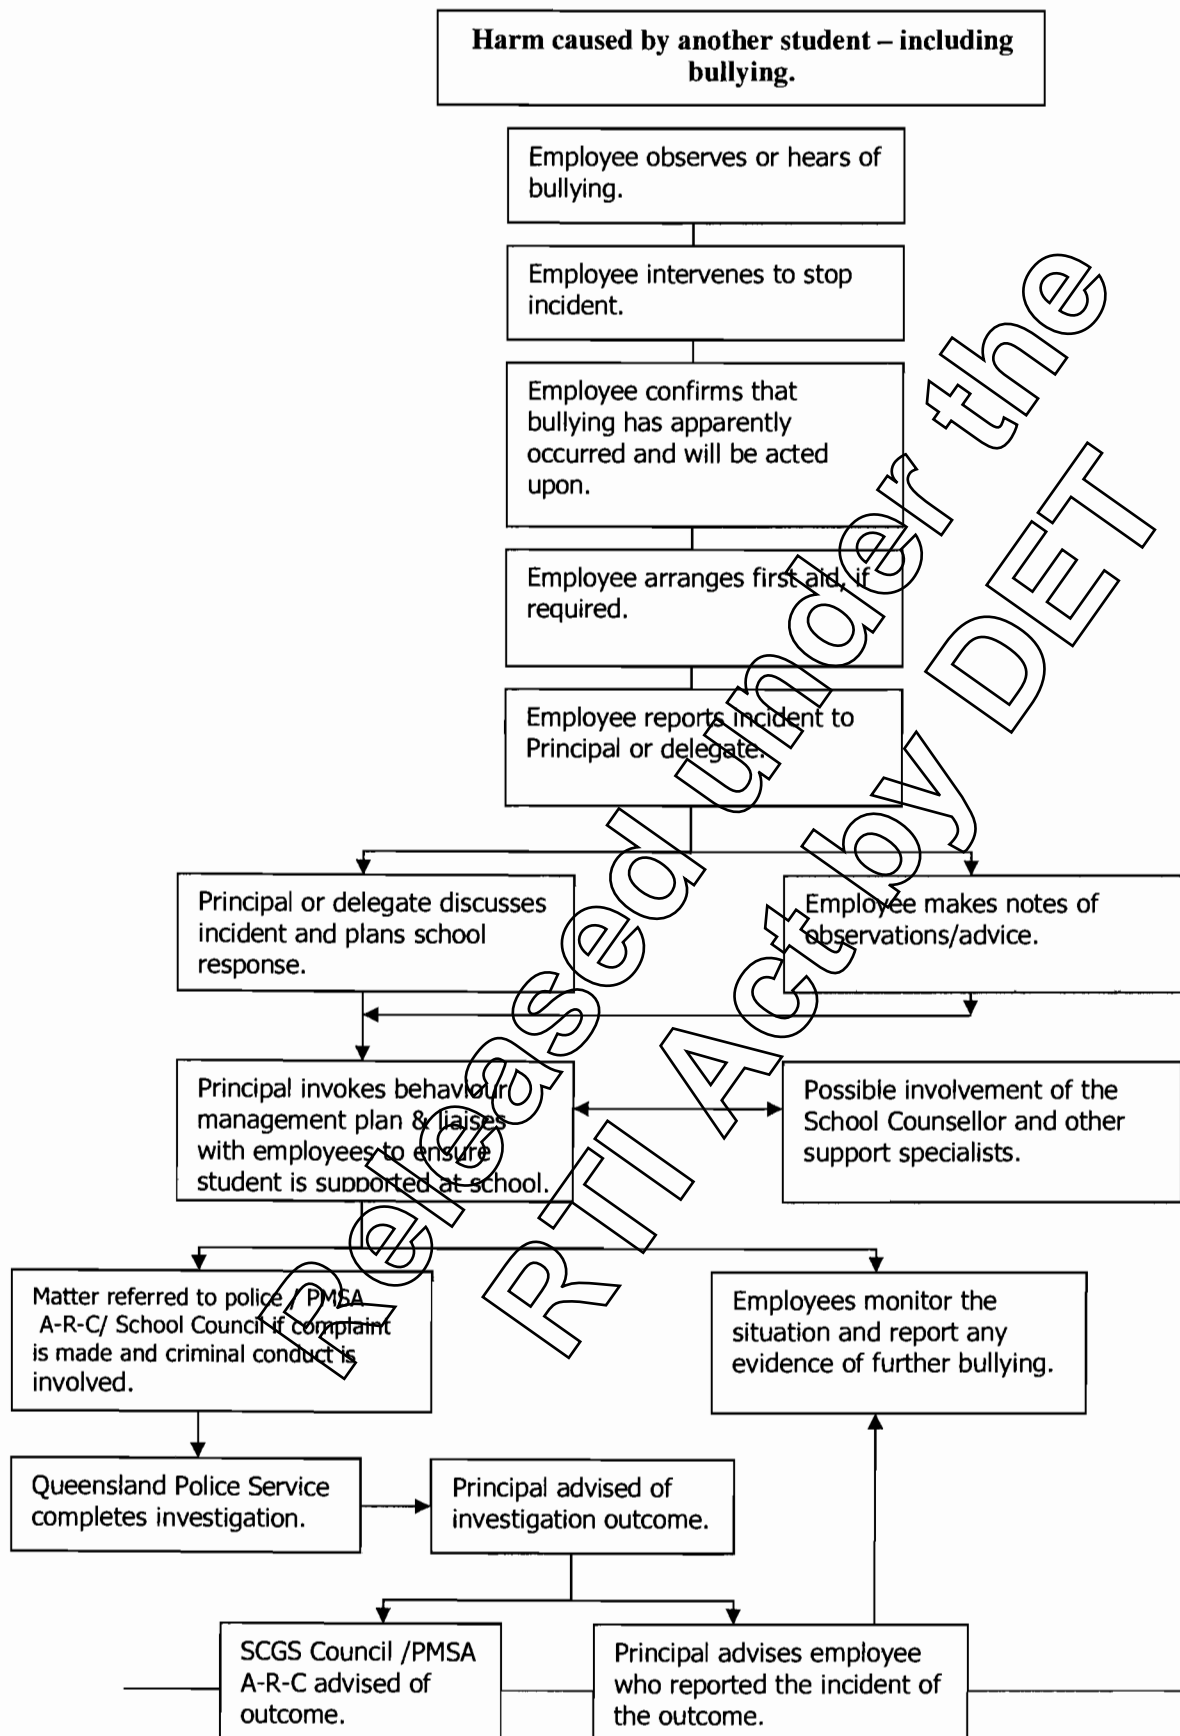 Harm caused by another student – including
bullying.
Employee observes or hears of
bullying.
Employee intervenes to stop
incident.
Employee confirms that
bullying has apparently
occurred and will be acted
upon.
Employee arranges first aid, if
required.
Employee reports incident to
Principal or delegate.
Principal or delegate discusses
incident and plans school
response.
Employee makes notes of
observations/advice.
Principal invokes behaviour
management plan & liaises
with employees to ensure
student is supported at school.
Possible involvement of the
School Counsellor and other
support specialists.
Matter referred to police / PMSA
A-R-C/ School Council if complaint
is made and criminal conduct is
involved.
Employees monitor the
situation and report any
evidence of further bullying.
Queensland Police Service
completes investigation.
Principal advised of
investigation outcome.
SCGS Council /PMSA
A-R-C advised of
outcome.
Principal advises employee
who reported the incident of
the outcome.
Released under the
RTI Act by DET